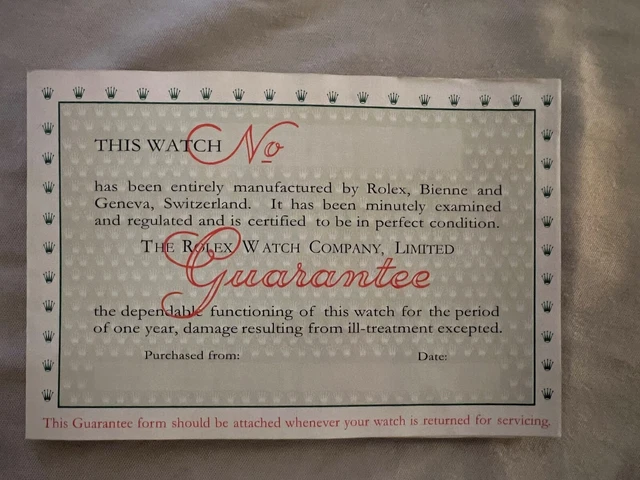 THIS WATCH No
has been entirely manufactured by Rolex, Bienne and
Geneva, Switzerland. It has been minutely examined
and regulated and is certified to be in perfect condition.
THE ROLEX WATCH COMPANY, LIMITED
Guarantee
the dependable functioning of this watch for the period
of one year, damage resulting from ill-treatment excepted.
Purchased from: Date:
This Guarantee form should be attached whenever your watch is returned for servicing.